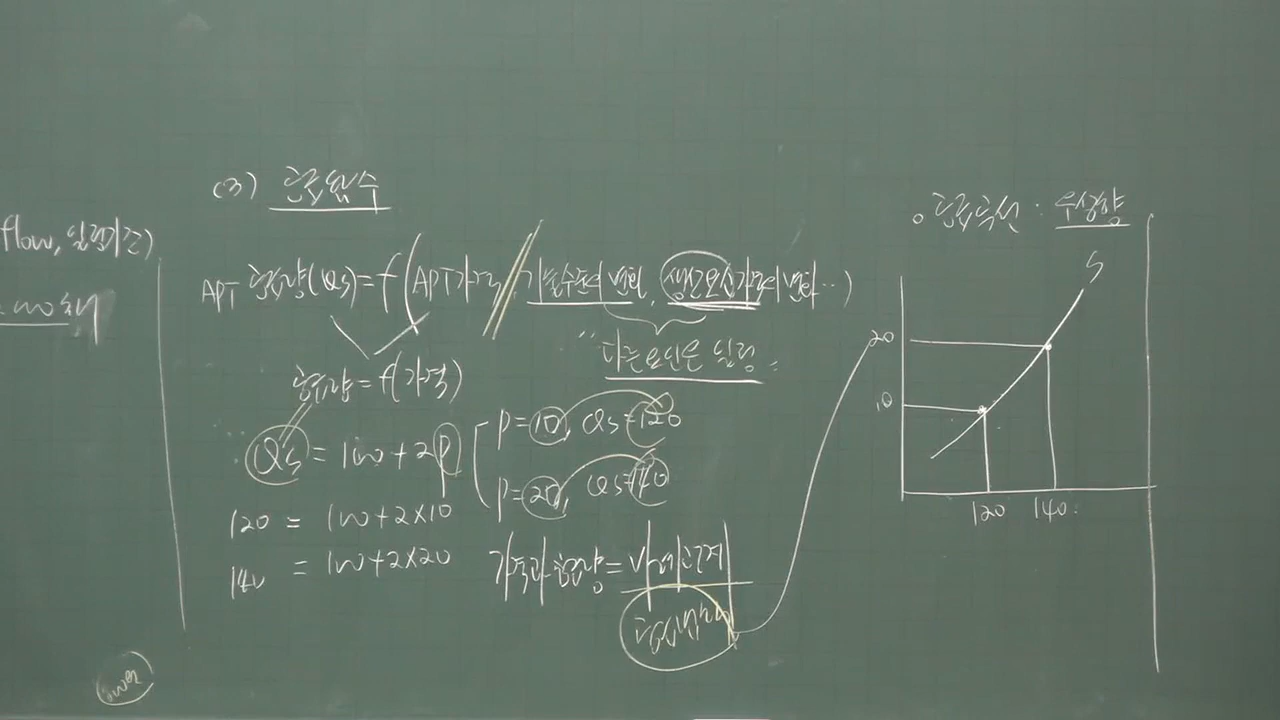 flow, 일정기간)
(3) 공급함수
APT 공급량(Qs)=f(APT가격 // 기술수준의 변화, 생산요소가격의 변화‥)
"다른 요인은 일정"
공급량=f(가격)
Qs = 100+2P
P=10, Qs=120
P=20, Qs=140
120 = 100+2×10
140 = 100+2×20
가격과 공급량=비례관계
공급법칙
。공급곡선 : 우상향
S
20
10
120 140